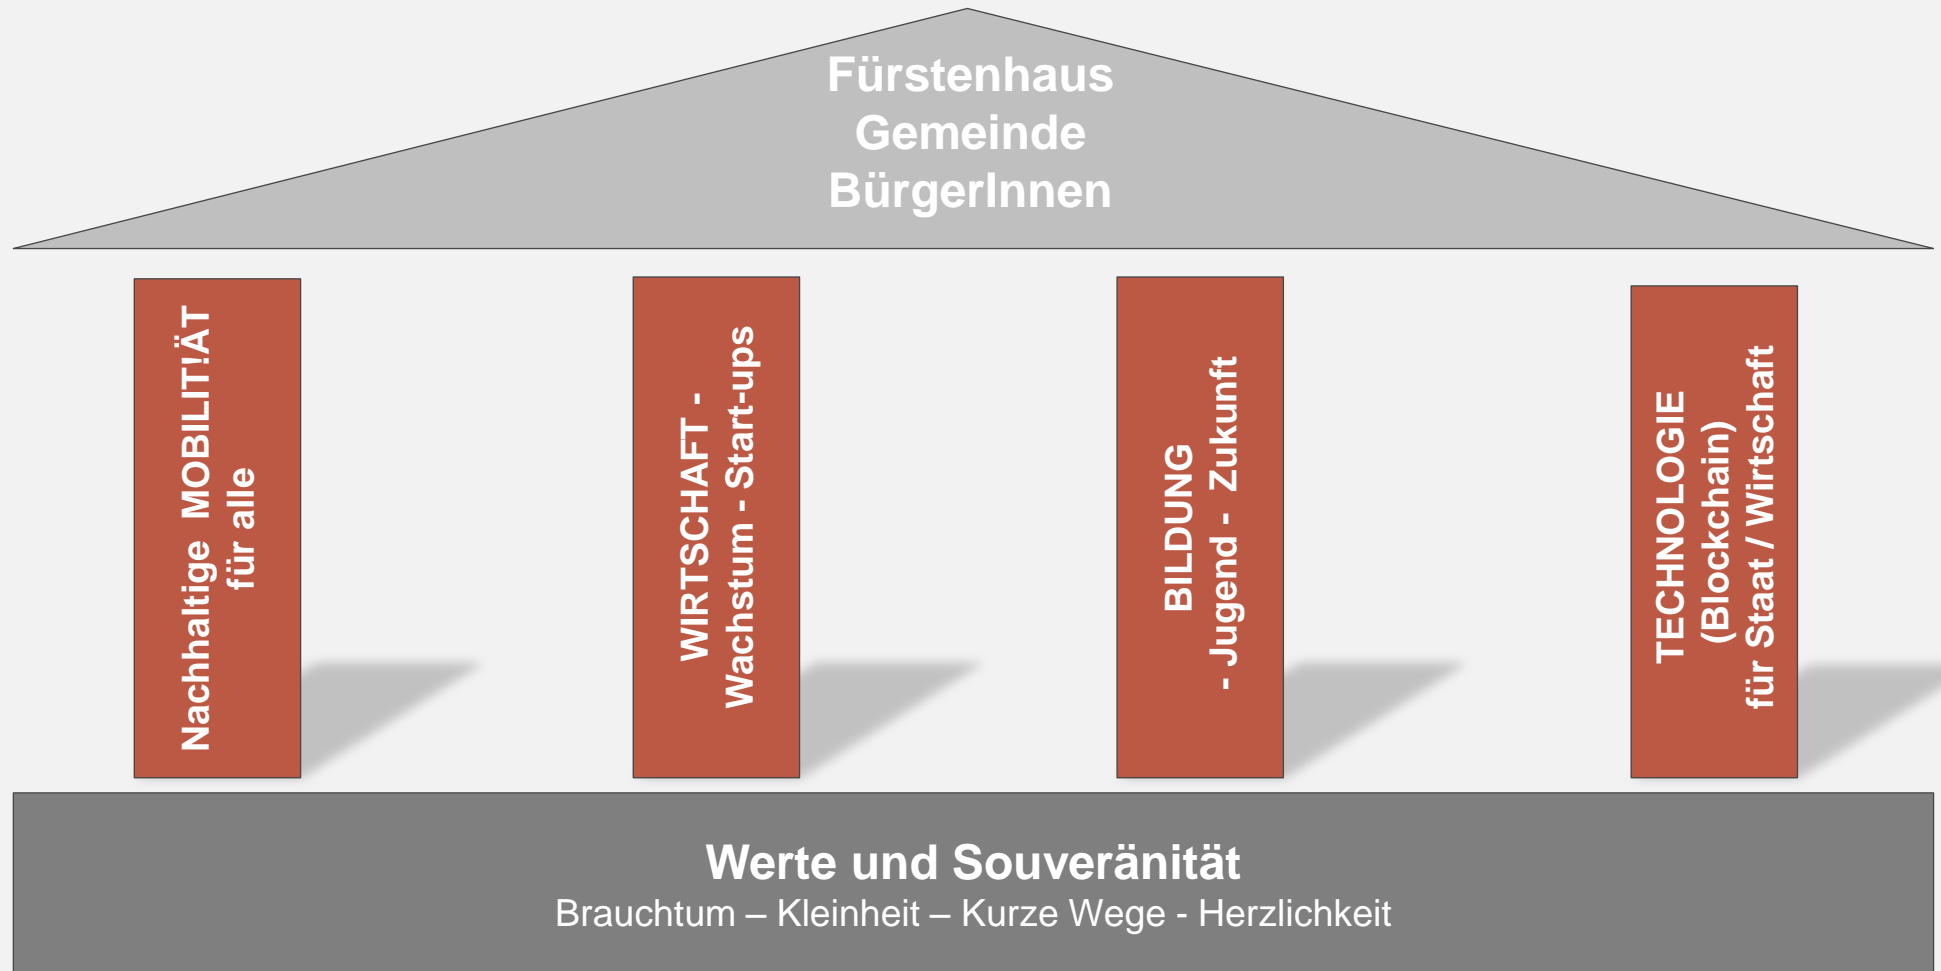 Fürstenhaus
Gemeinde
BürgerInnen
Nachhaltige MOBILIT!ÄT
für alle
WIRTSCHAFT -
Wachstum - Start-ups
BILDUNG
- Jugend - Zukunft
TECHNOLOGIE
(Blockchain)
für Staat / Wirtschaft
Werte und Souveränität
Brauchtum – Kleinheit – Kurze Wege - Herzlichkeit